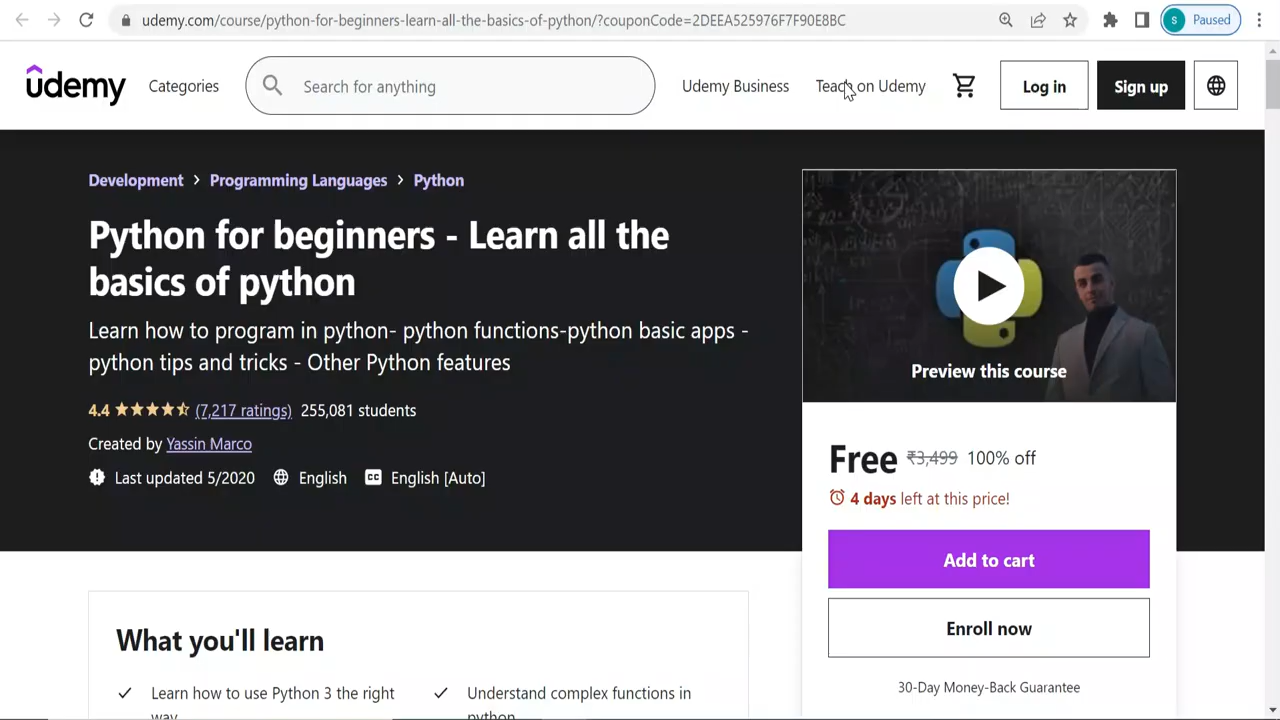 udemy.com/course/python-for-beginners-learn-all-the-basics-of-python/?couponCode=2DEEA525976F7F90E8BC
S Paused
udemy
Categories
Search for anything
Udemy Business
Teach on Udemy
Log in
Sign up
Development > Programming Languages > Python
Python for beginners - Learn all the
basics of python
Learn how to program in python- python functions-python basic apps -
python tips and tricks - Other Python features
4.4 (7,217 ratings) 255,081 students
Created by Yassin Marco
Last updated 5/2020 English CC English [Auto]
Preview this course
Free ₹3,499 100% off
4 days left at this price!
Add to cart
Enroll now
30-Day Money-Back Guarantee
What you'll learn
Learn how to use Python 3 the right
way
Understand complex functions in
python